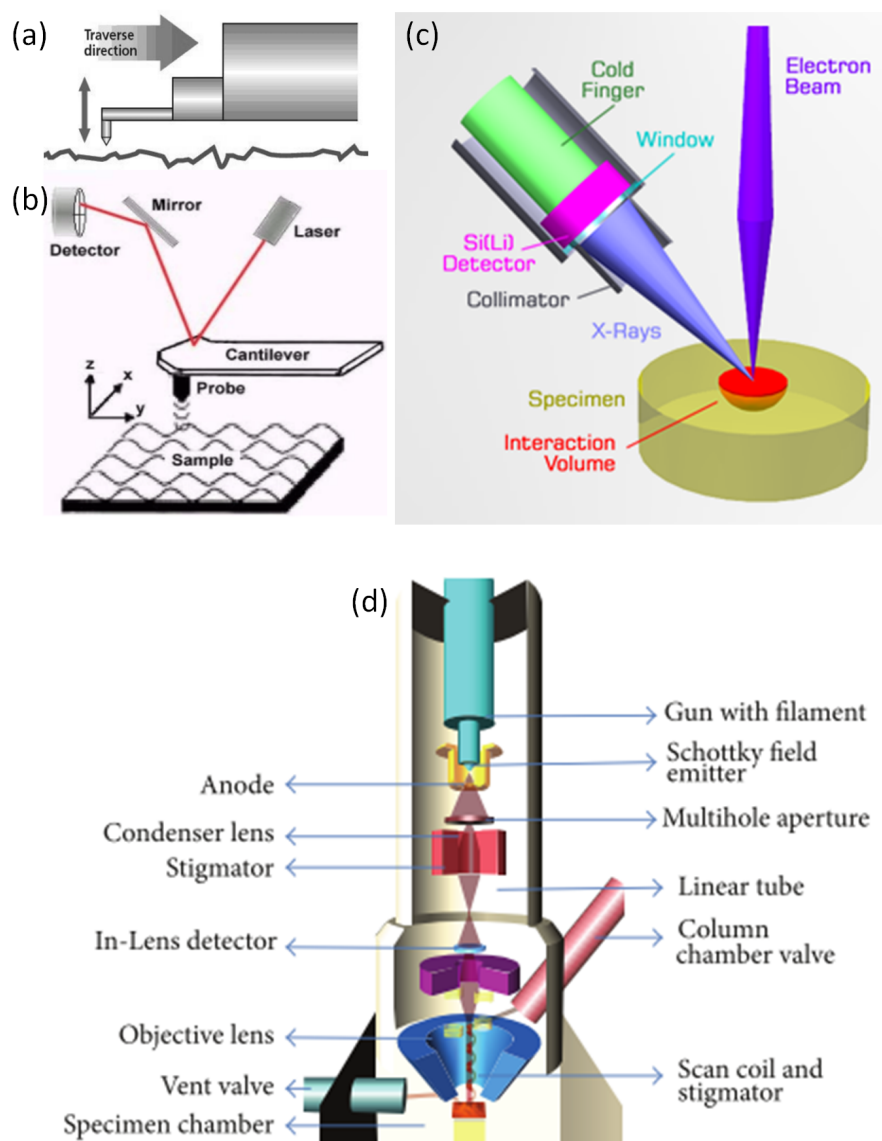 (a)
Traverse
direction
(b)
Mirror
Laser
Detector
Cantilever
Probe
z
x
y
Sample
(c)
Cold
Finger
Electron
Beam
Window
Si(Li)
Detector
Collimator
X-Rays
Specimen
Interaction
Volume
(d)
Gun with filament
Schottky field
emitter
Anode
Multihole aperture
Condenser lens
Stigmator
Linear tube
In-Lens detector
Column
chamber valve
Objective lens
Vent valve
Scan coil and
stigmator
Specimen chamber